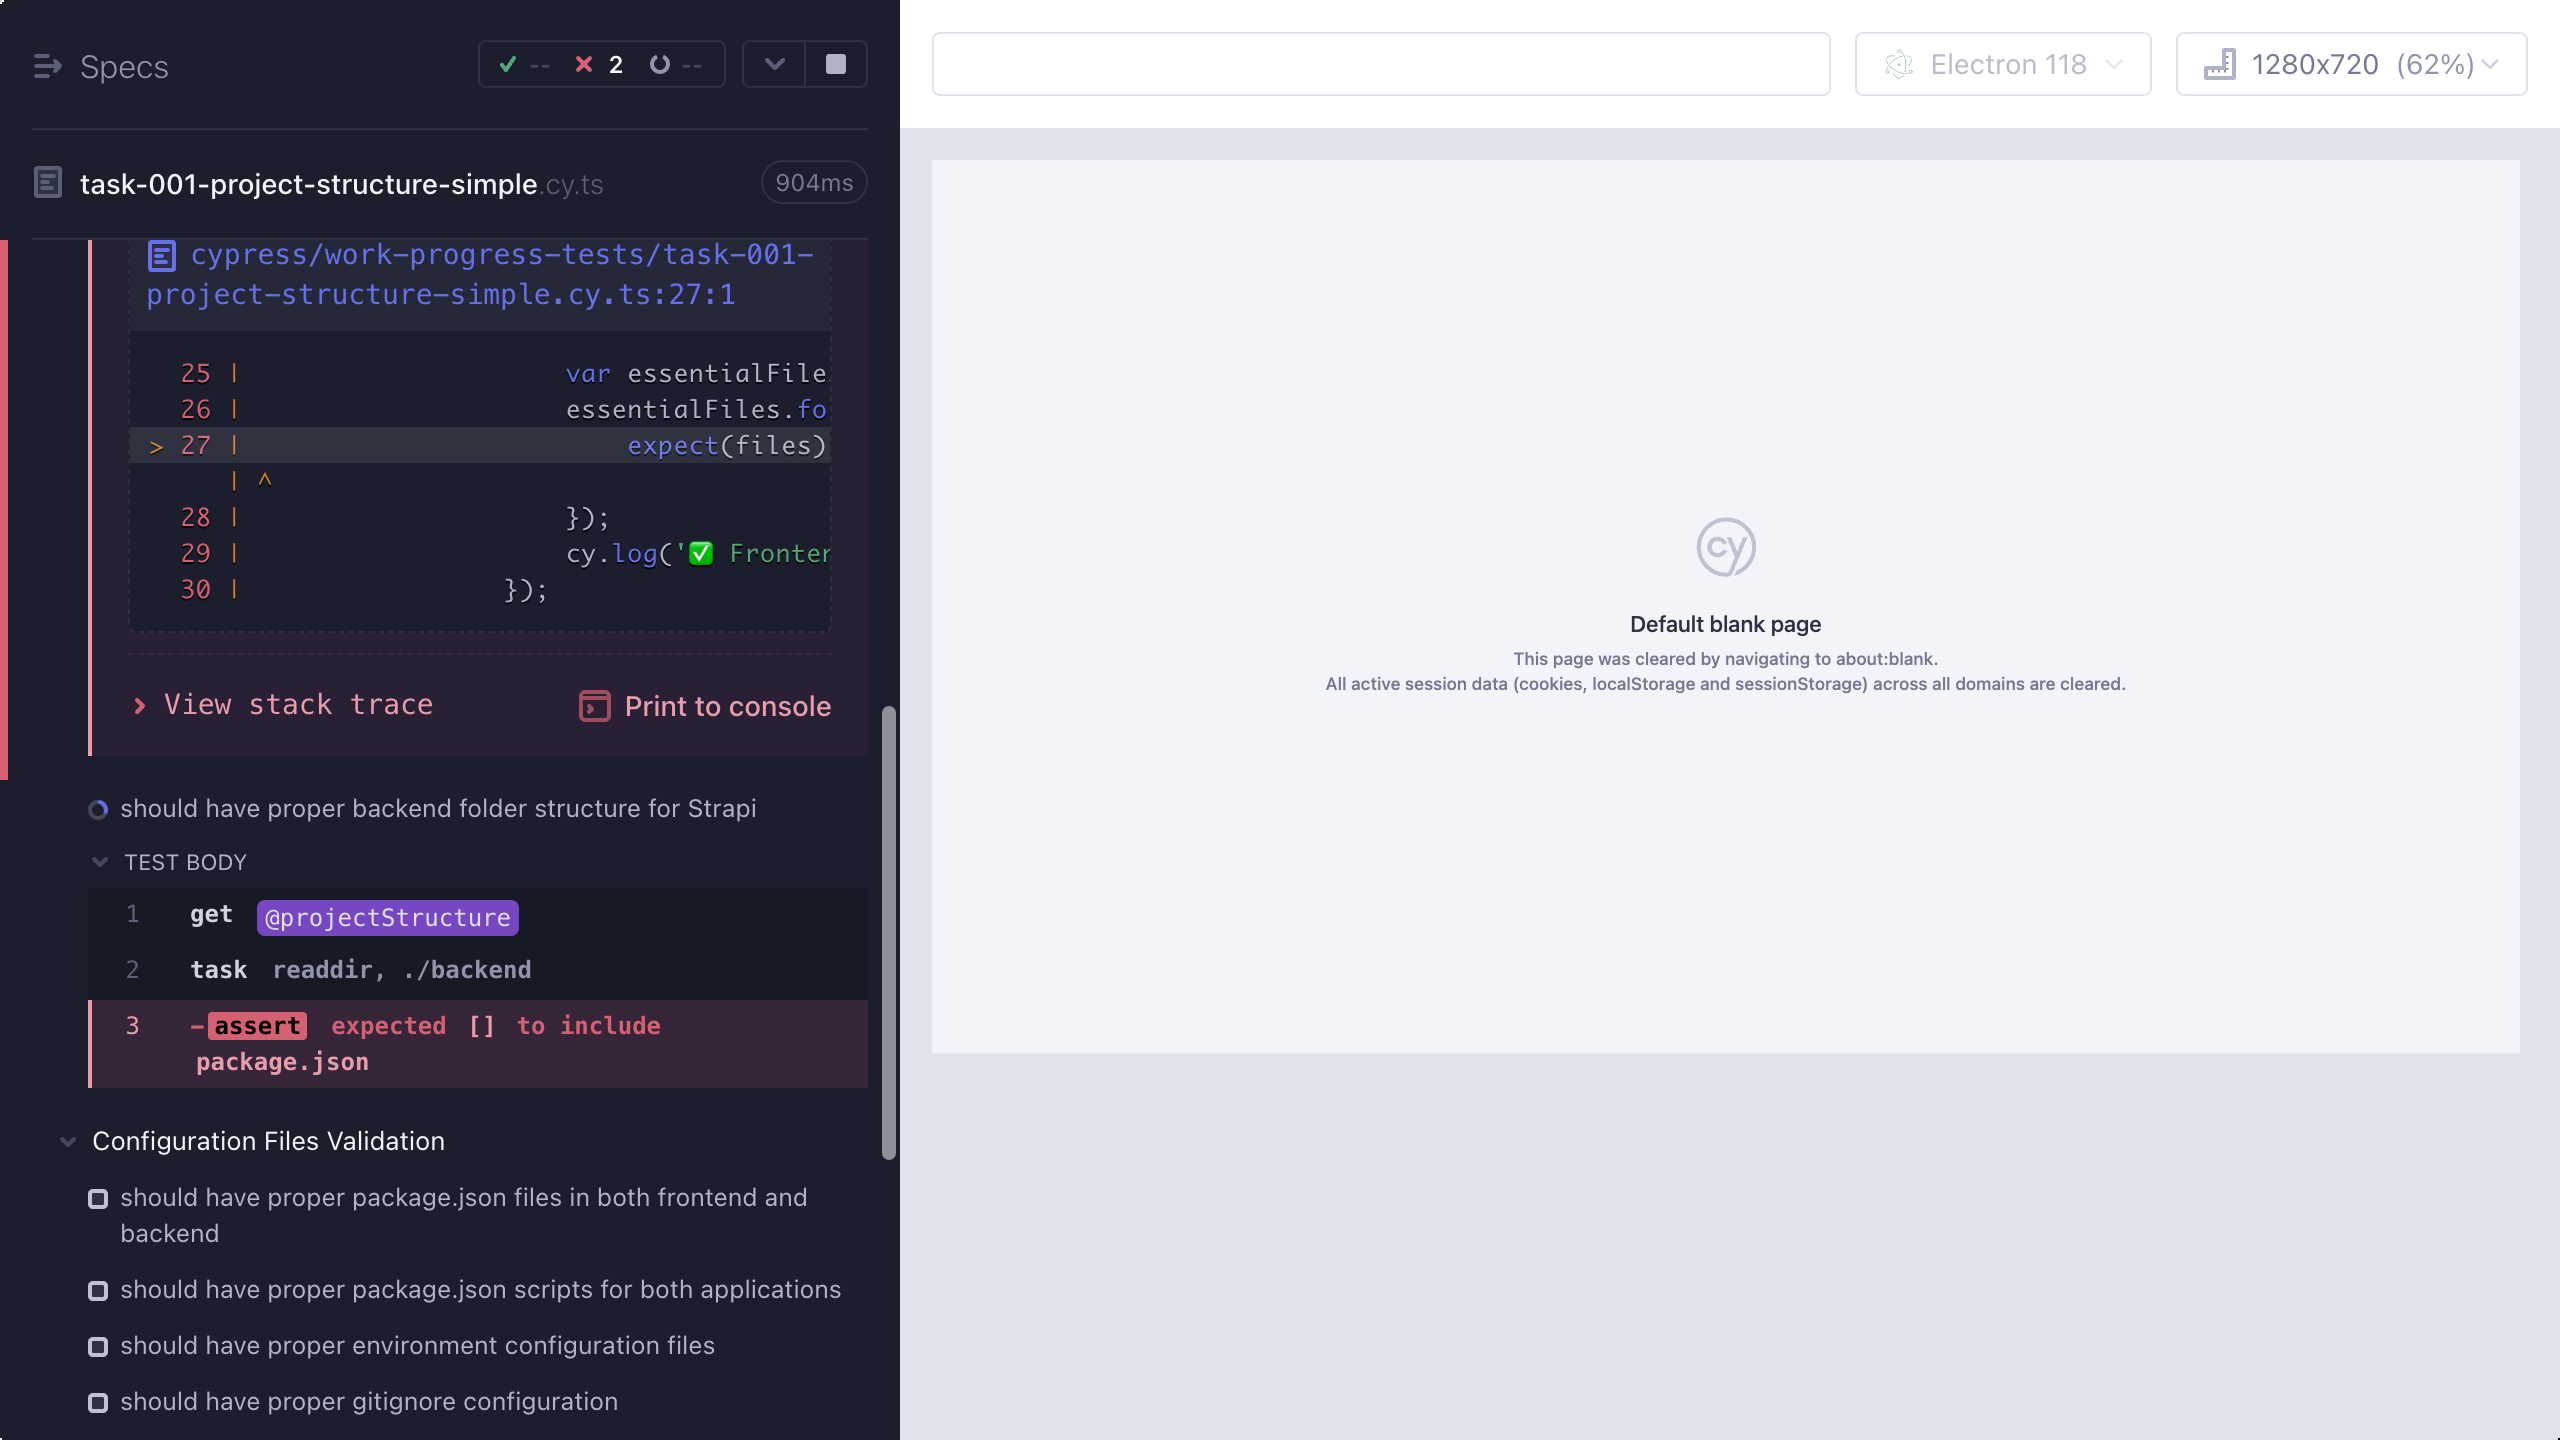 Specs
-- 2 --
task-001-project-structure-simple.cy.ts
904ms
cypress/work-progress-tests/task-001-
project-structure-simple.cy.ts:27:1
25 | var essentialFile
26 | essentialFiles.fo
> 27 | expect(files)
| ^
28 | });
29 | cy.log('✅ Fronten
30 | });
View stack trace
Print to console
should have proper backend folder structure for Strapi
TEST BODY
1 get @projectStructure
2 task readdir, ./backend
3 -assert expected [] to include
package.json
Configuration Files Validation
should have proper package.json files in both frontend and
backend
should have proper package.json scripts for both applications
should have proper environment configuration files
should have proper gitignore configuration
Electron 118
1280x720 (62%)
cy
Default blank page
This page was cleared by navigating to about:blank.
All active session data (cookies, localStorage and sessionStorage) across all domains are cleared.